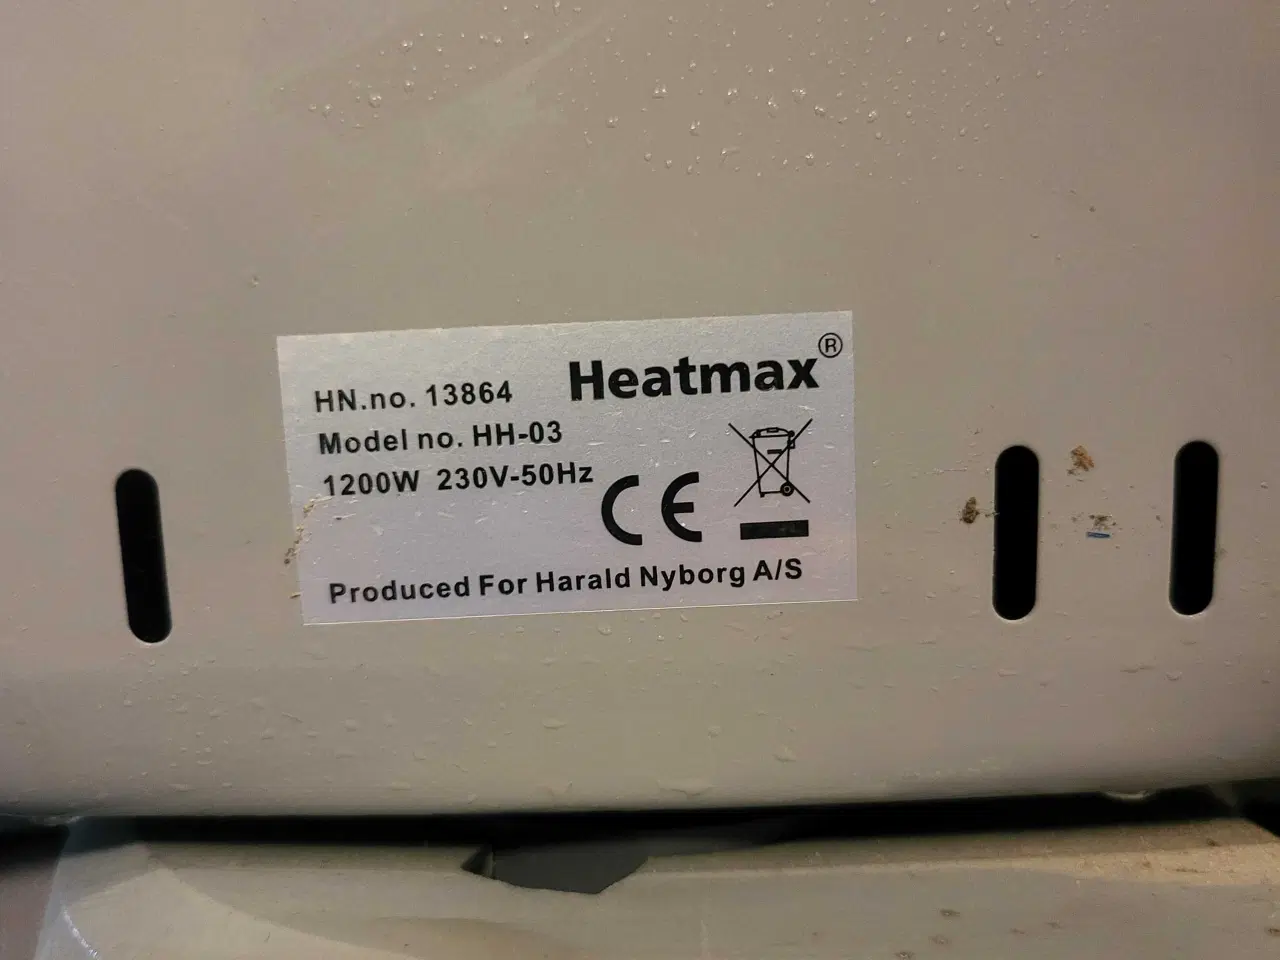 Heatmax®
HN.no. 13864
Model no. HH-03
1200W 230V-50Hz
CE
Produced For Harald Nyborg A/S